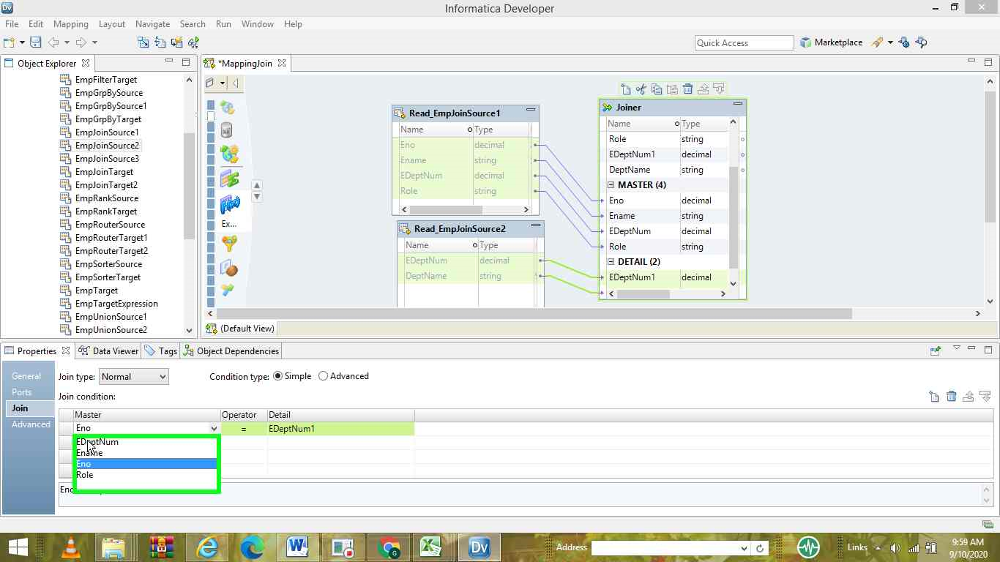 Informatica Developer
File Edit Mapping Layout Navigate Search Run Window Help
Quick Access Marketplace
Object Explorer
EmpFilterTarget
EmpGrpBySource
EmpGrpBySource1
EmpGrpByTarget
EmpJoinSource1
EmpJoinSource2
EmpJoinSource3
EmpJoinTarget
EmpJoinTarget2
EmpRankSource
EmpRankTarget
EmpRouterSource
EmpRouterTarget1
EmpRouterTarget2
EmpSorterSource
EmpSorterTarget
EmpTarget
EmpTargetExpression
EmpUnionSource1
EmpUnionSource2
*MappingJoin
Ex...
Read_EmpJoinSource1
Name Type
Eno decimal
Ename string
EDeptNum decimal
Role string
Read_EmpJoinSource2
Name Type
EDeptNum decimal
DeptName string
Joiner
Name Type
Role string
EDeptNum1 decimal
DeptName string
MASTER (4)
Eno decimal
Ename string
EDeptNum decimal
Role string
DETAIL (2)
EDeptNum1 decimal
(Default View)
Properties Data Viewer Tags Object Dependencies
General
Ports
Join
Advanced
Join type: Normal Condition type: Simple Advanced
Join condition:
Master Operator Detail
Eno = EDeptNum1
EDeptNum
Ename
Eno
Role
Address Links 9:59 AM
9/10/2020